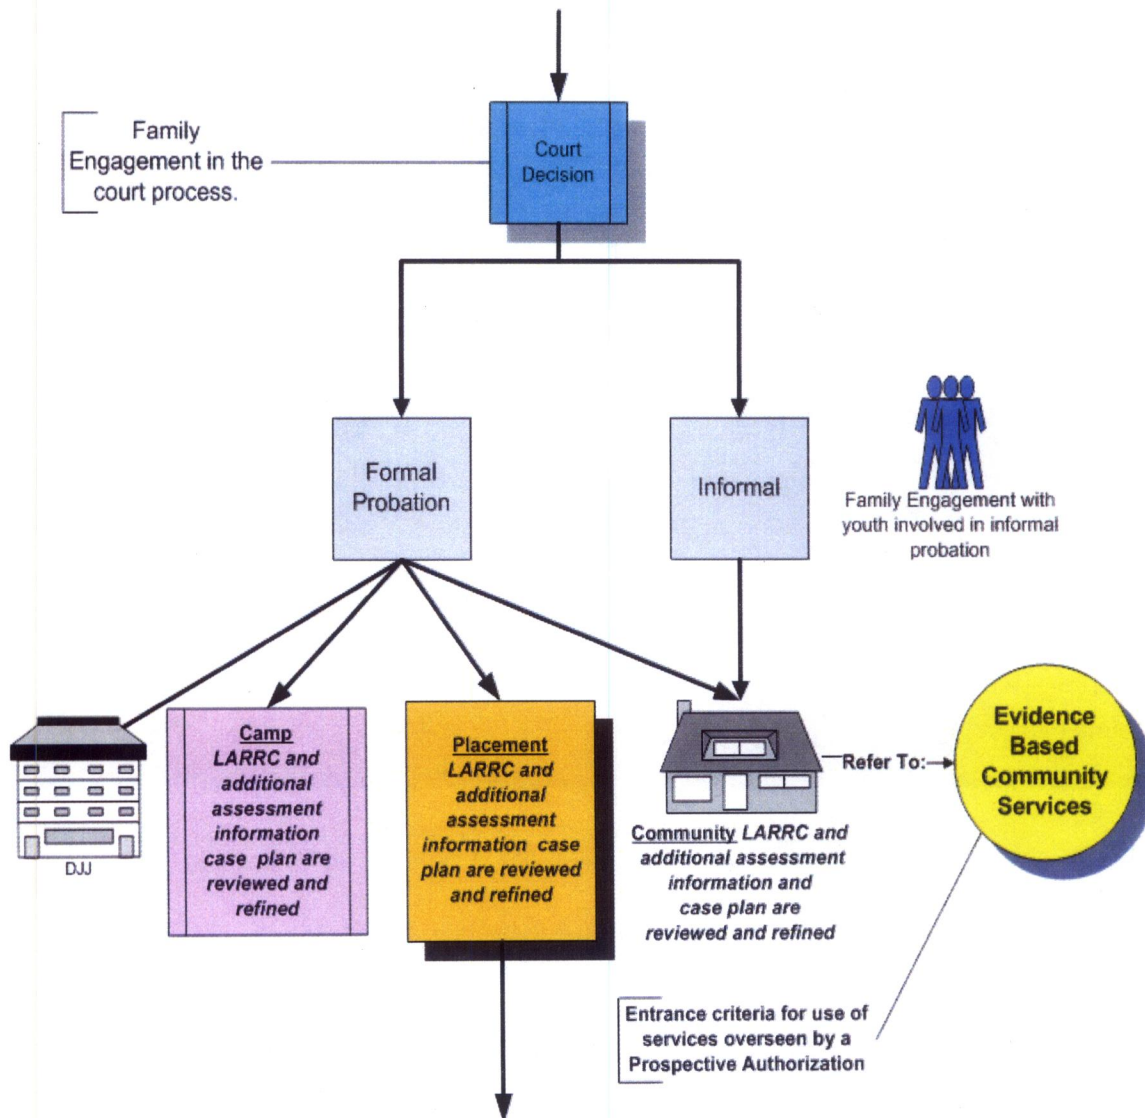 Family
Engagement in the
court process.
Court
Decision
Formal
Probation
Informal
Family Engagement with
youth involved in informal
probation
DJJ
Camp
LARRC and
additional
assessment
information
case plan are
reviewed and
refined
Placement
LARRC and
additional
assessment
information case
plan are reviewed
and refined
Community LARRC and
additional assessment
information and
case plan are
reviewed and refined
Refer To:
Evidence
Based
Community
Services
Entrance criteria for use of
services overseen by a
Prospective Authorization